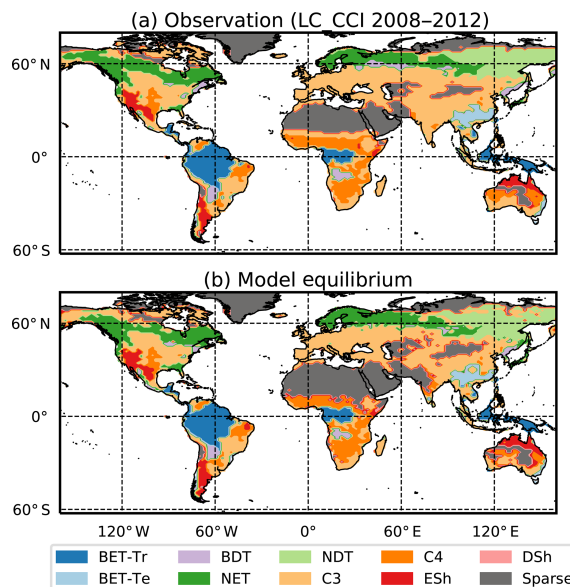 (a) Observation (LC_CCI 2008–2012)
60°N
0°
60°S
(b) Model equilibrium
60°N
0°
60°S
120°W 60°W 0° 60°E 120°E
BET-Tr BDT NDT C4 DSh
BET-Te NET C3 ESh Sparse